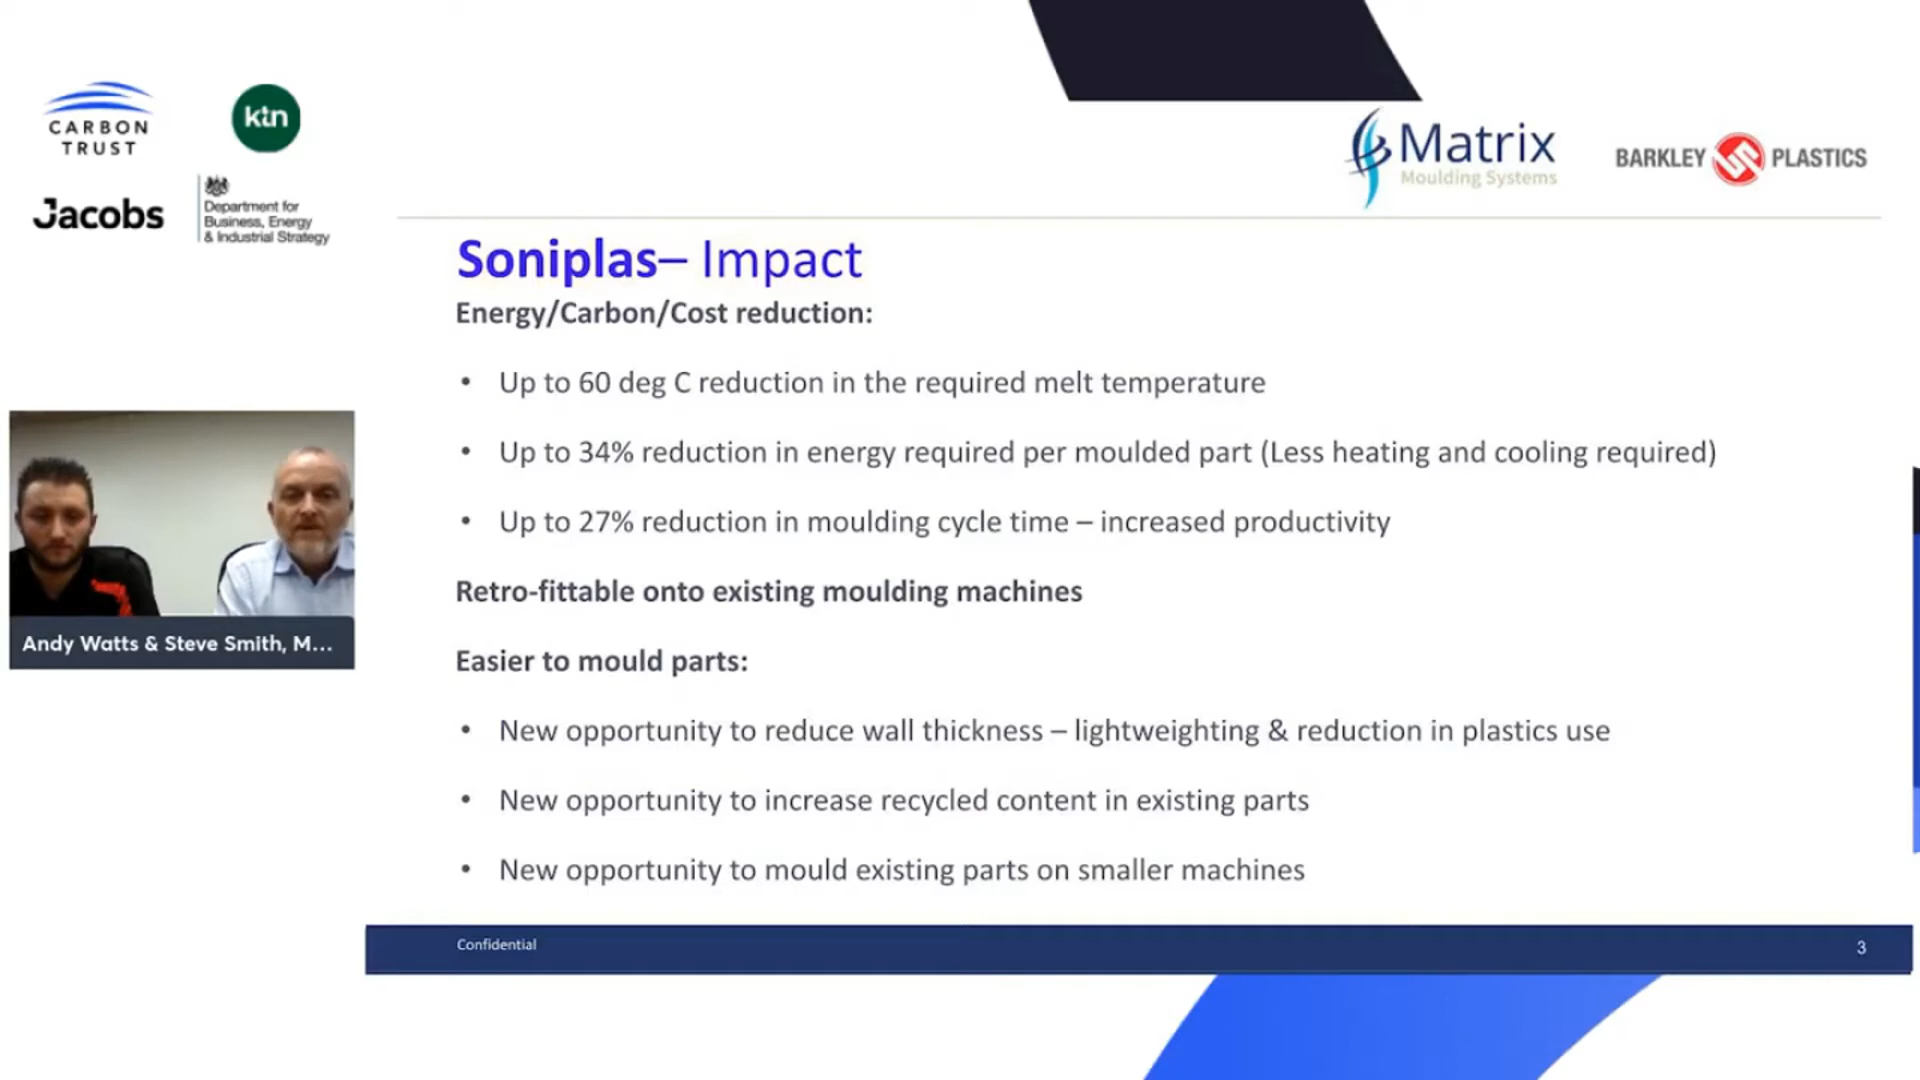 CARBON
TRUST
ktn
Jacobs
Department for
Business, Energy
& Industrial Strategy
Matrix
Moulding Systems
BARKLEY PLASTICS
Soniplas– Impact
Energy/Carbon/Cost reduction:
• Up to 60 deg C reduction in the required melt temperature
• Up to 34% reduction in energy required per moulded part (Less heating and cooling required)
• Up to 27% reduction in moulding cycle time – increased productivity
Retro-fittable onto existing moulding machines
Easier to mould parts:
• New opportunity to reduce wall thickness – lightweighting & reduction in plastics use
• New opportunity to increase recycled content in existing parts
• New opportunity to mould existing parts on smaller machines
Andy Watts & Steve Smith, M...
Confidential
3